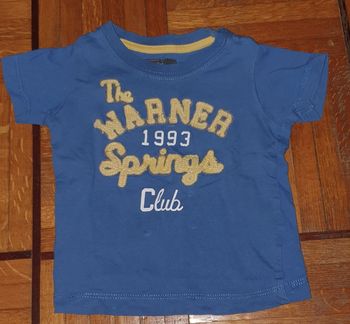 The
WARNER
1993
Springs
Club